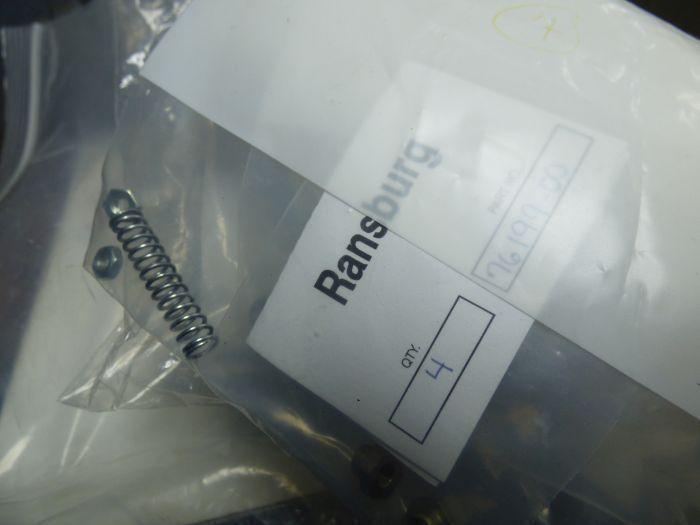 Ransburg
PART NO.
76199-00
QTY.
4